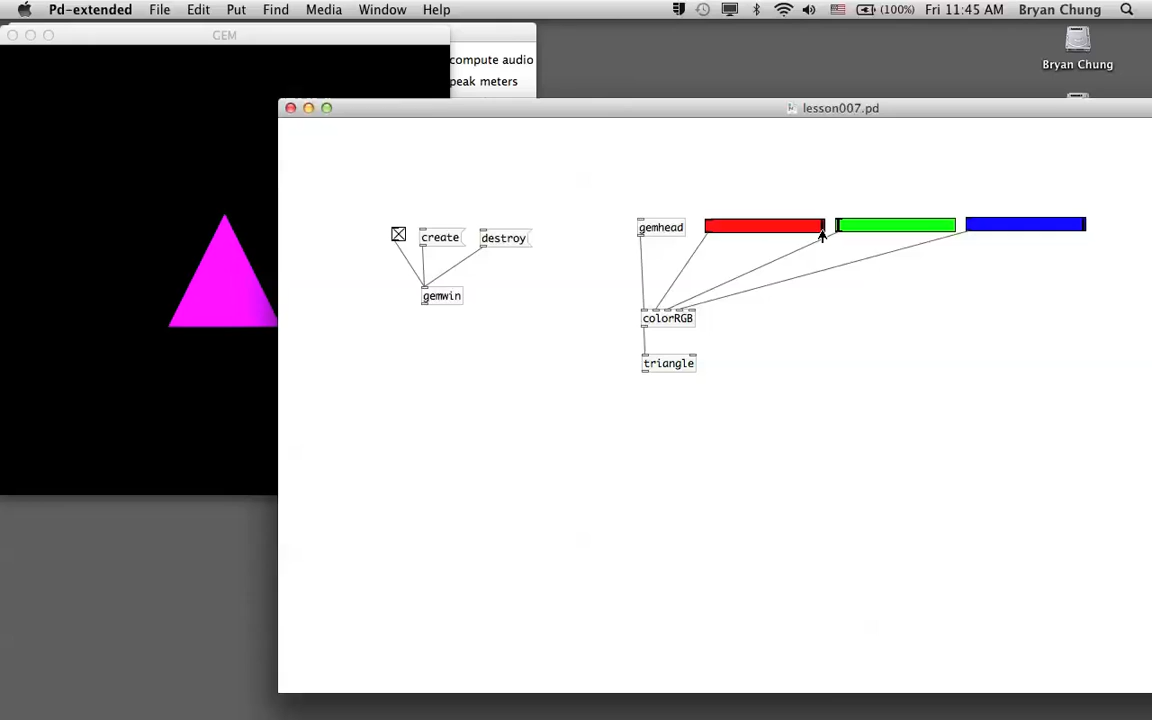 Pd-extended File Edit Put Find Media Window Help (100%) Fri 11:45 AM Bryan Chung
GEM
compute audio
peak meters
Bryan Chung
lesson007.pd
create destroy
gemwin
gemhead
colorRGB
triangle